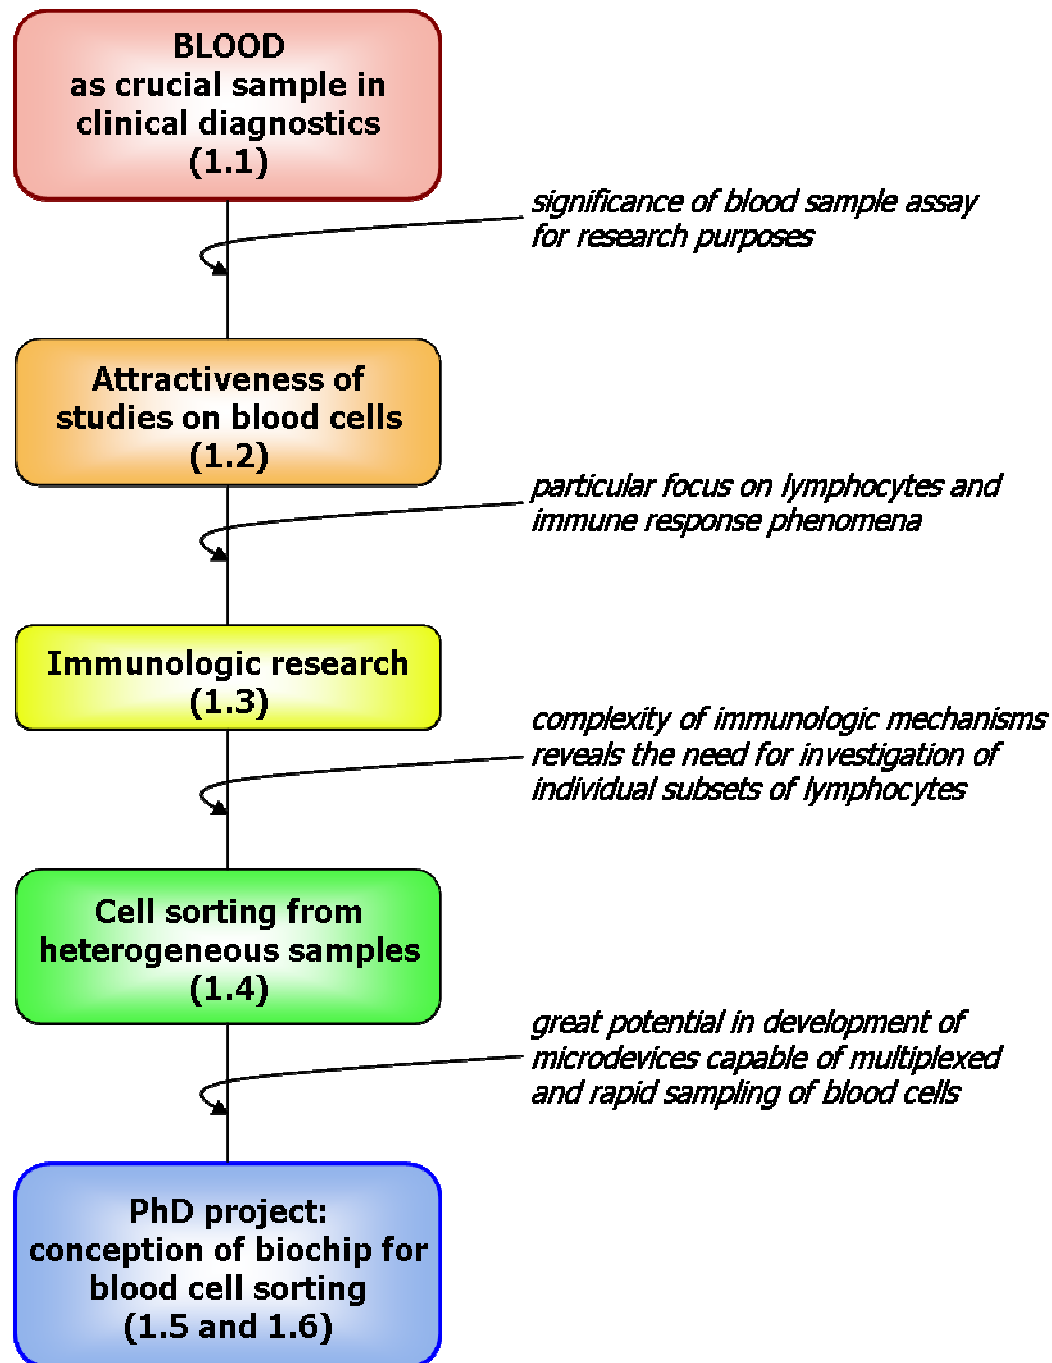 BLOOD
as crucial sample in
clinical diagnostics
(1.1)
significance of blood sample assay
for research purposes
Attractiveness of
studies on blood cells
(1.2)
particular focus on lymphocytes and
immune response phenomena
Immunologic research
(1.3)
complexity of immunologic mechanisms
reveals the need for investigation of
individual subsets of lymphocytes
Cell sorting from
heterogeneous samples
(1.4)
great potential in development of
microdevices capable of multiplexed
and rapid sampling of blood cells
PhD project:
conception of biochip for
blood cell sorting
(1.5 and 1.6)